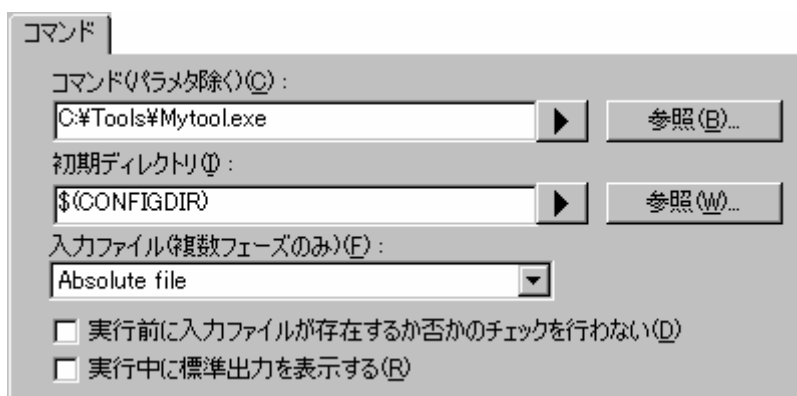 コマンド
コマンド(パラメタ除く)(C) :
C:¥Tools¥Mytool.exe
参照(B)...
初期ディレクトリ(I) :
$(CONFIGDIR)
参照(W)...
入力ファイル(複数フェーズのみ)(F) :
Absolute file
実行前に入力ファイルが存在するか否かのチェックを行わない(D)
実行中に標準出力を表示する(R)